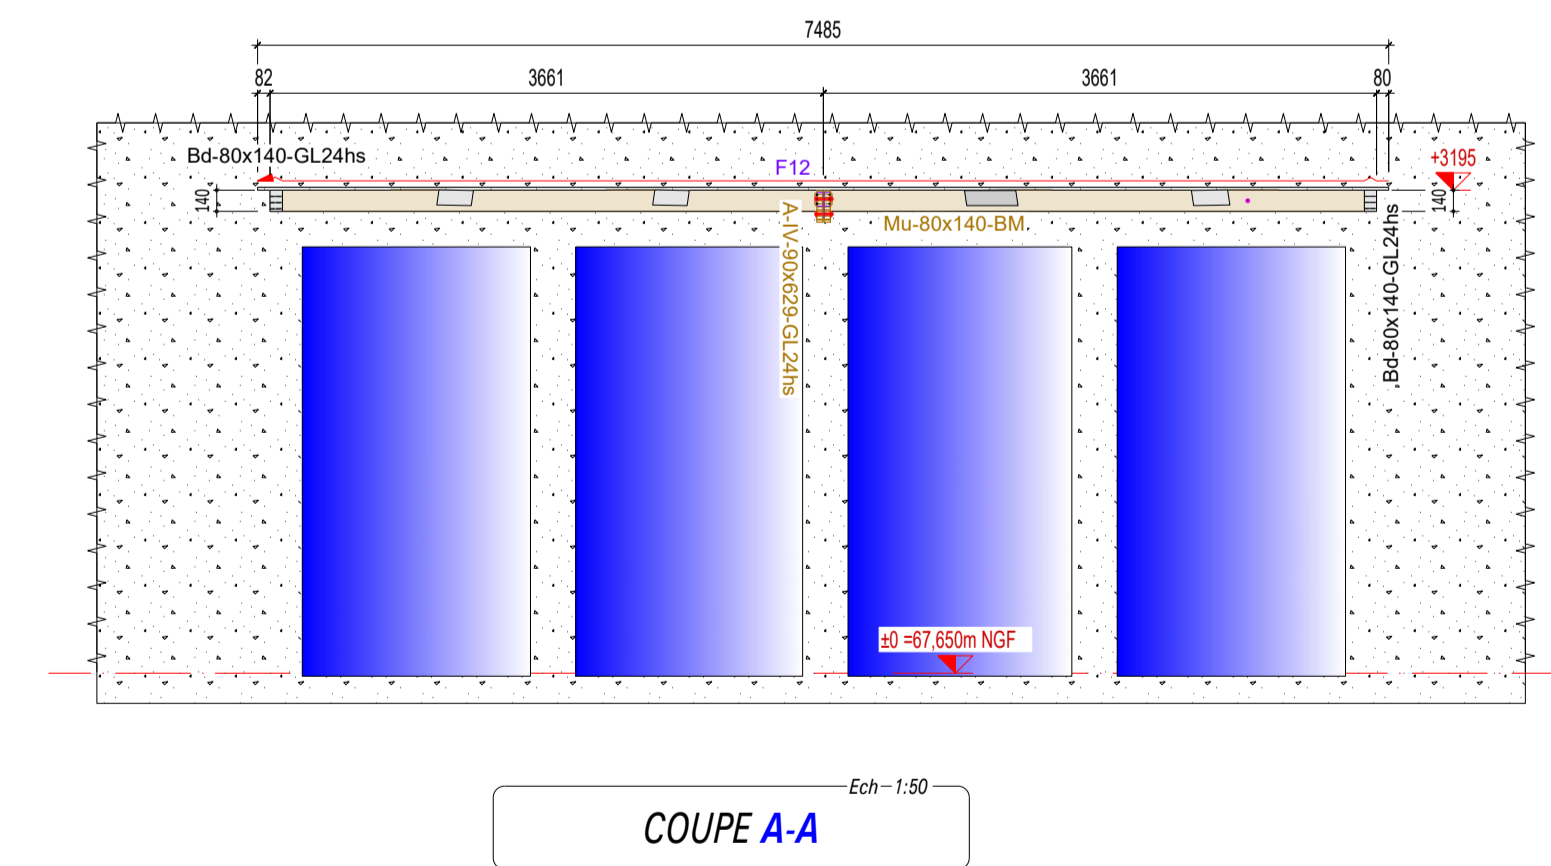 7485
82
3661
3661
80
Bd-80x140-GL24hs
F12
+3195
140
140
A-IV-90x629-GL24hs
Mu-80x140-BM
Bd-80x140-GL24hs
±0 =67,650m NGF
Ech 1:50
COUPE A-A